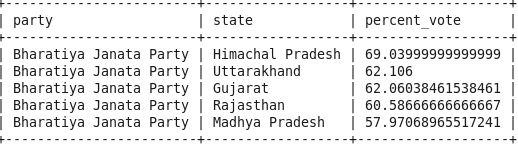 party state percent_vote
Bharatiya Janata Party Himachal Pradesh 69.03999999999999
Bharatiya Janata Party Uttarakhand 62.106
Bharatiya Janata Party Gujarat 62.06038461538461
Bharatiya Janata Party Rajasthan 60.58666666666667
Bharatiya Janata Party Madhya Pradesh 57.97068965517241